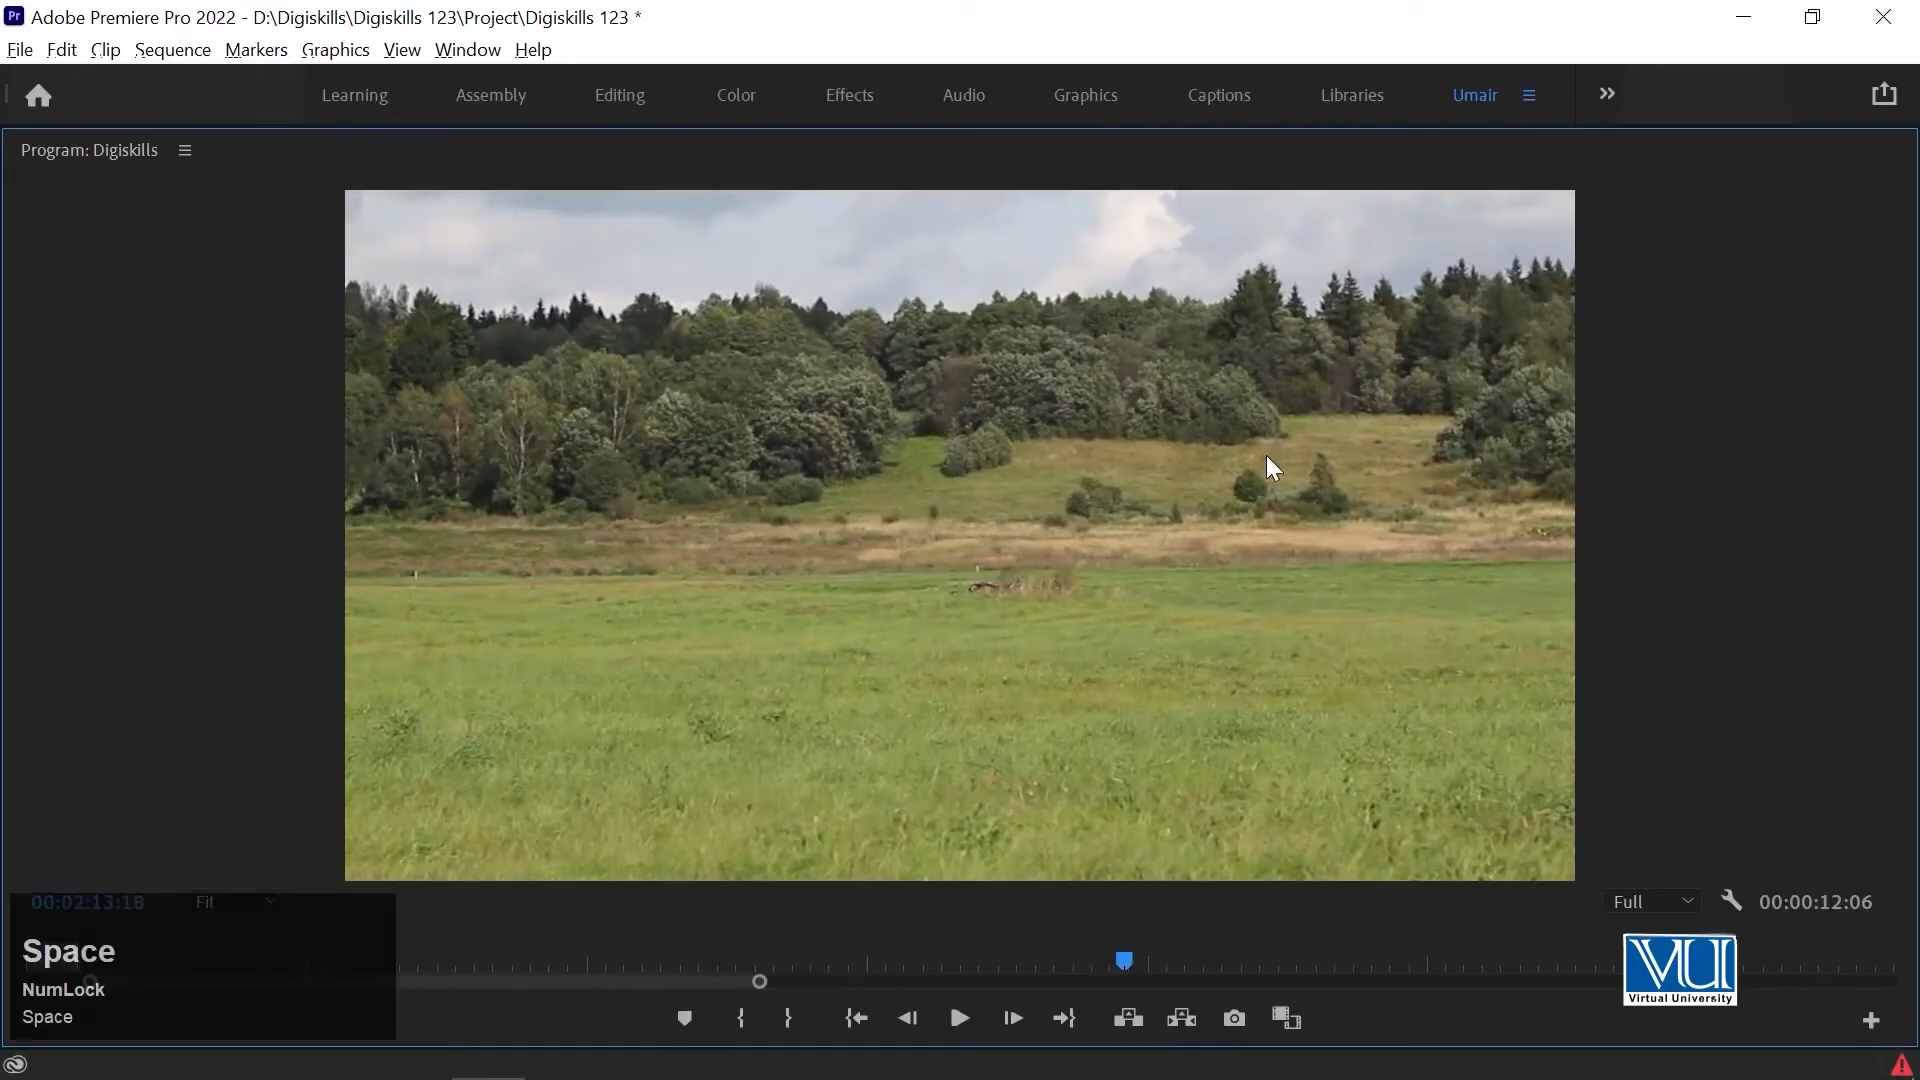 Adobe Premiere Pro 2022 - D:\Digiskills\Digiskills 123\Project\Digiskills 123 *
File Edit Clip Sequence Markers Graphics View Window Help
Learning Assembly Editing Color Effects Audio Graphics Captions Libraries Umair
Program: Digiskills
00:02:13:18 Fit Full 00:00:12:06
Space
NumLock
Space
VU
Virtual University